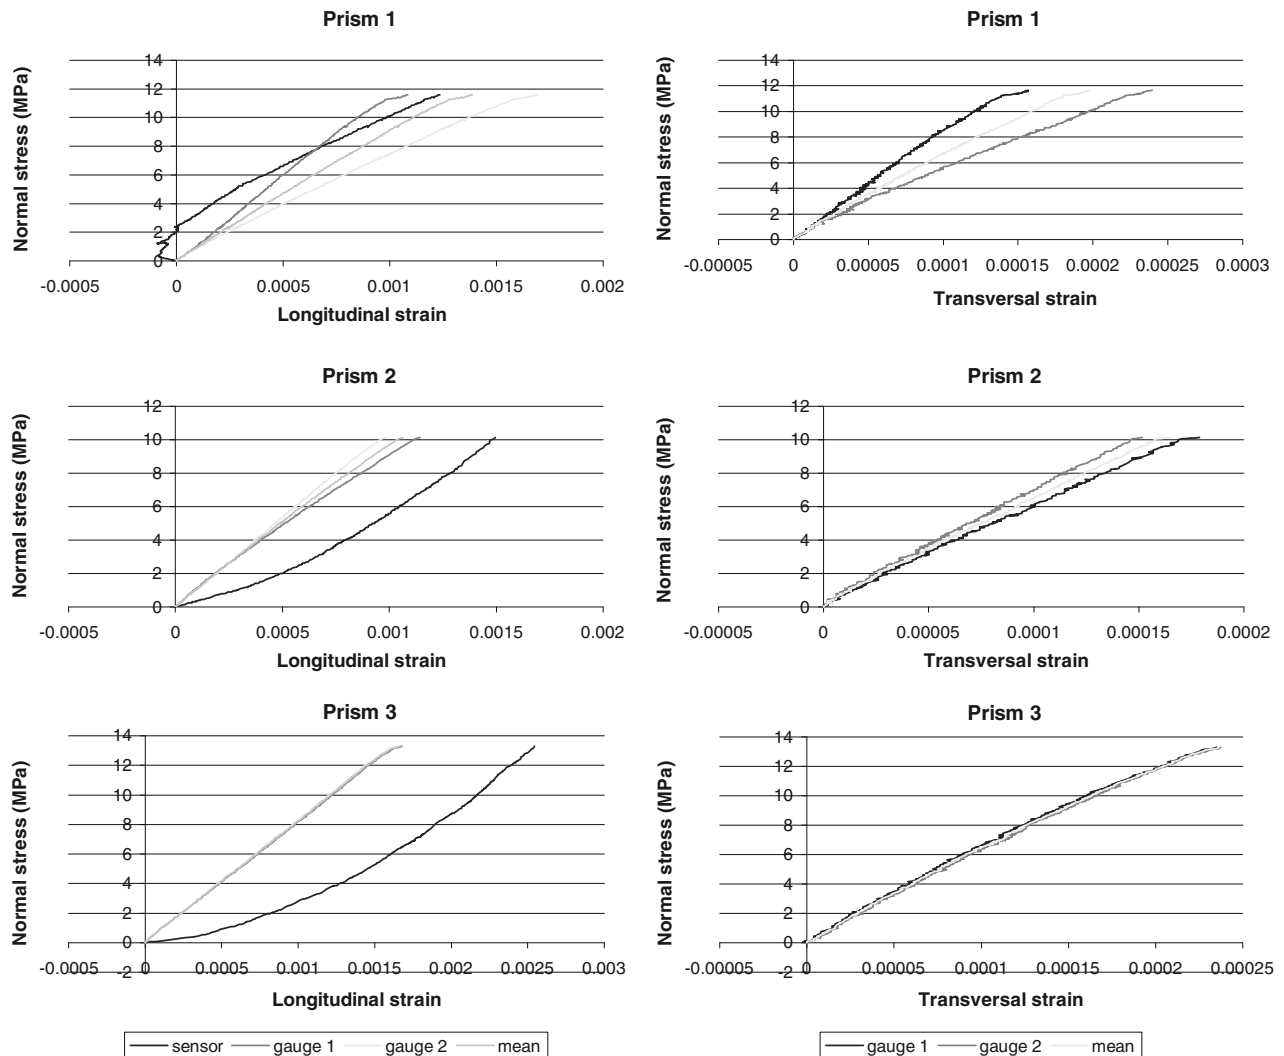 Prism 1
Normal stress (MPa)
14
12
10
8
6
4
2
0
-0.0005 0 0.0005 0.001 0.0015 0.002
Longitudinal strain
Prism 1
Normal stress (MPa)
14
12
10
8
6
4
2
0
-0.00005 0 0.00005 0.0001 0.00015 0.0002 0.00025 0.0003
Transversal strain
Prism 2
Normal stress (MPa)
12
10
8
6
4
2
0
-0.0005 0 0.0005 0.001 0.0015 0.002
Longitudinal strain
Prism 2
Normal stress (MPa)
12
10
8
6
4
2
0
-0.00005 0 0.00005 0.0001 0.00015 0.0002
Transversal strain
Prism 3
Normal stress (MPa)
14
12
10
8
6
4
2
0
-2
-0.0005 0 0.0005 0.001 0.0015 0.002 0.0025 0.003
Longitudinal strain
Prism 3
Normal stress (MPa)
14
12
10
8
6
4
2
0
-2
-0.00005 0 0.00005 0.0001 0.00015 0.0002 0.00025
Transversal strain
sensor gauge 1 gauge 2 mean
gauge 1 gauge 2 mean